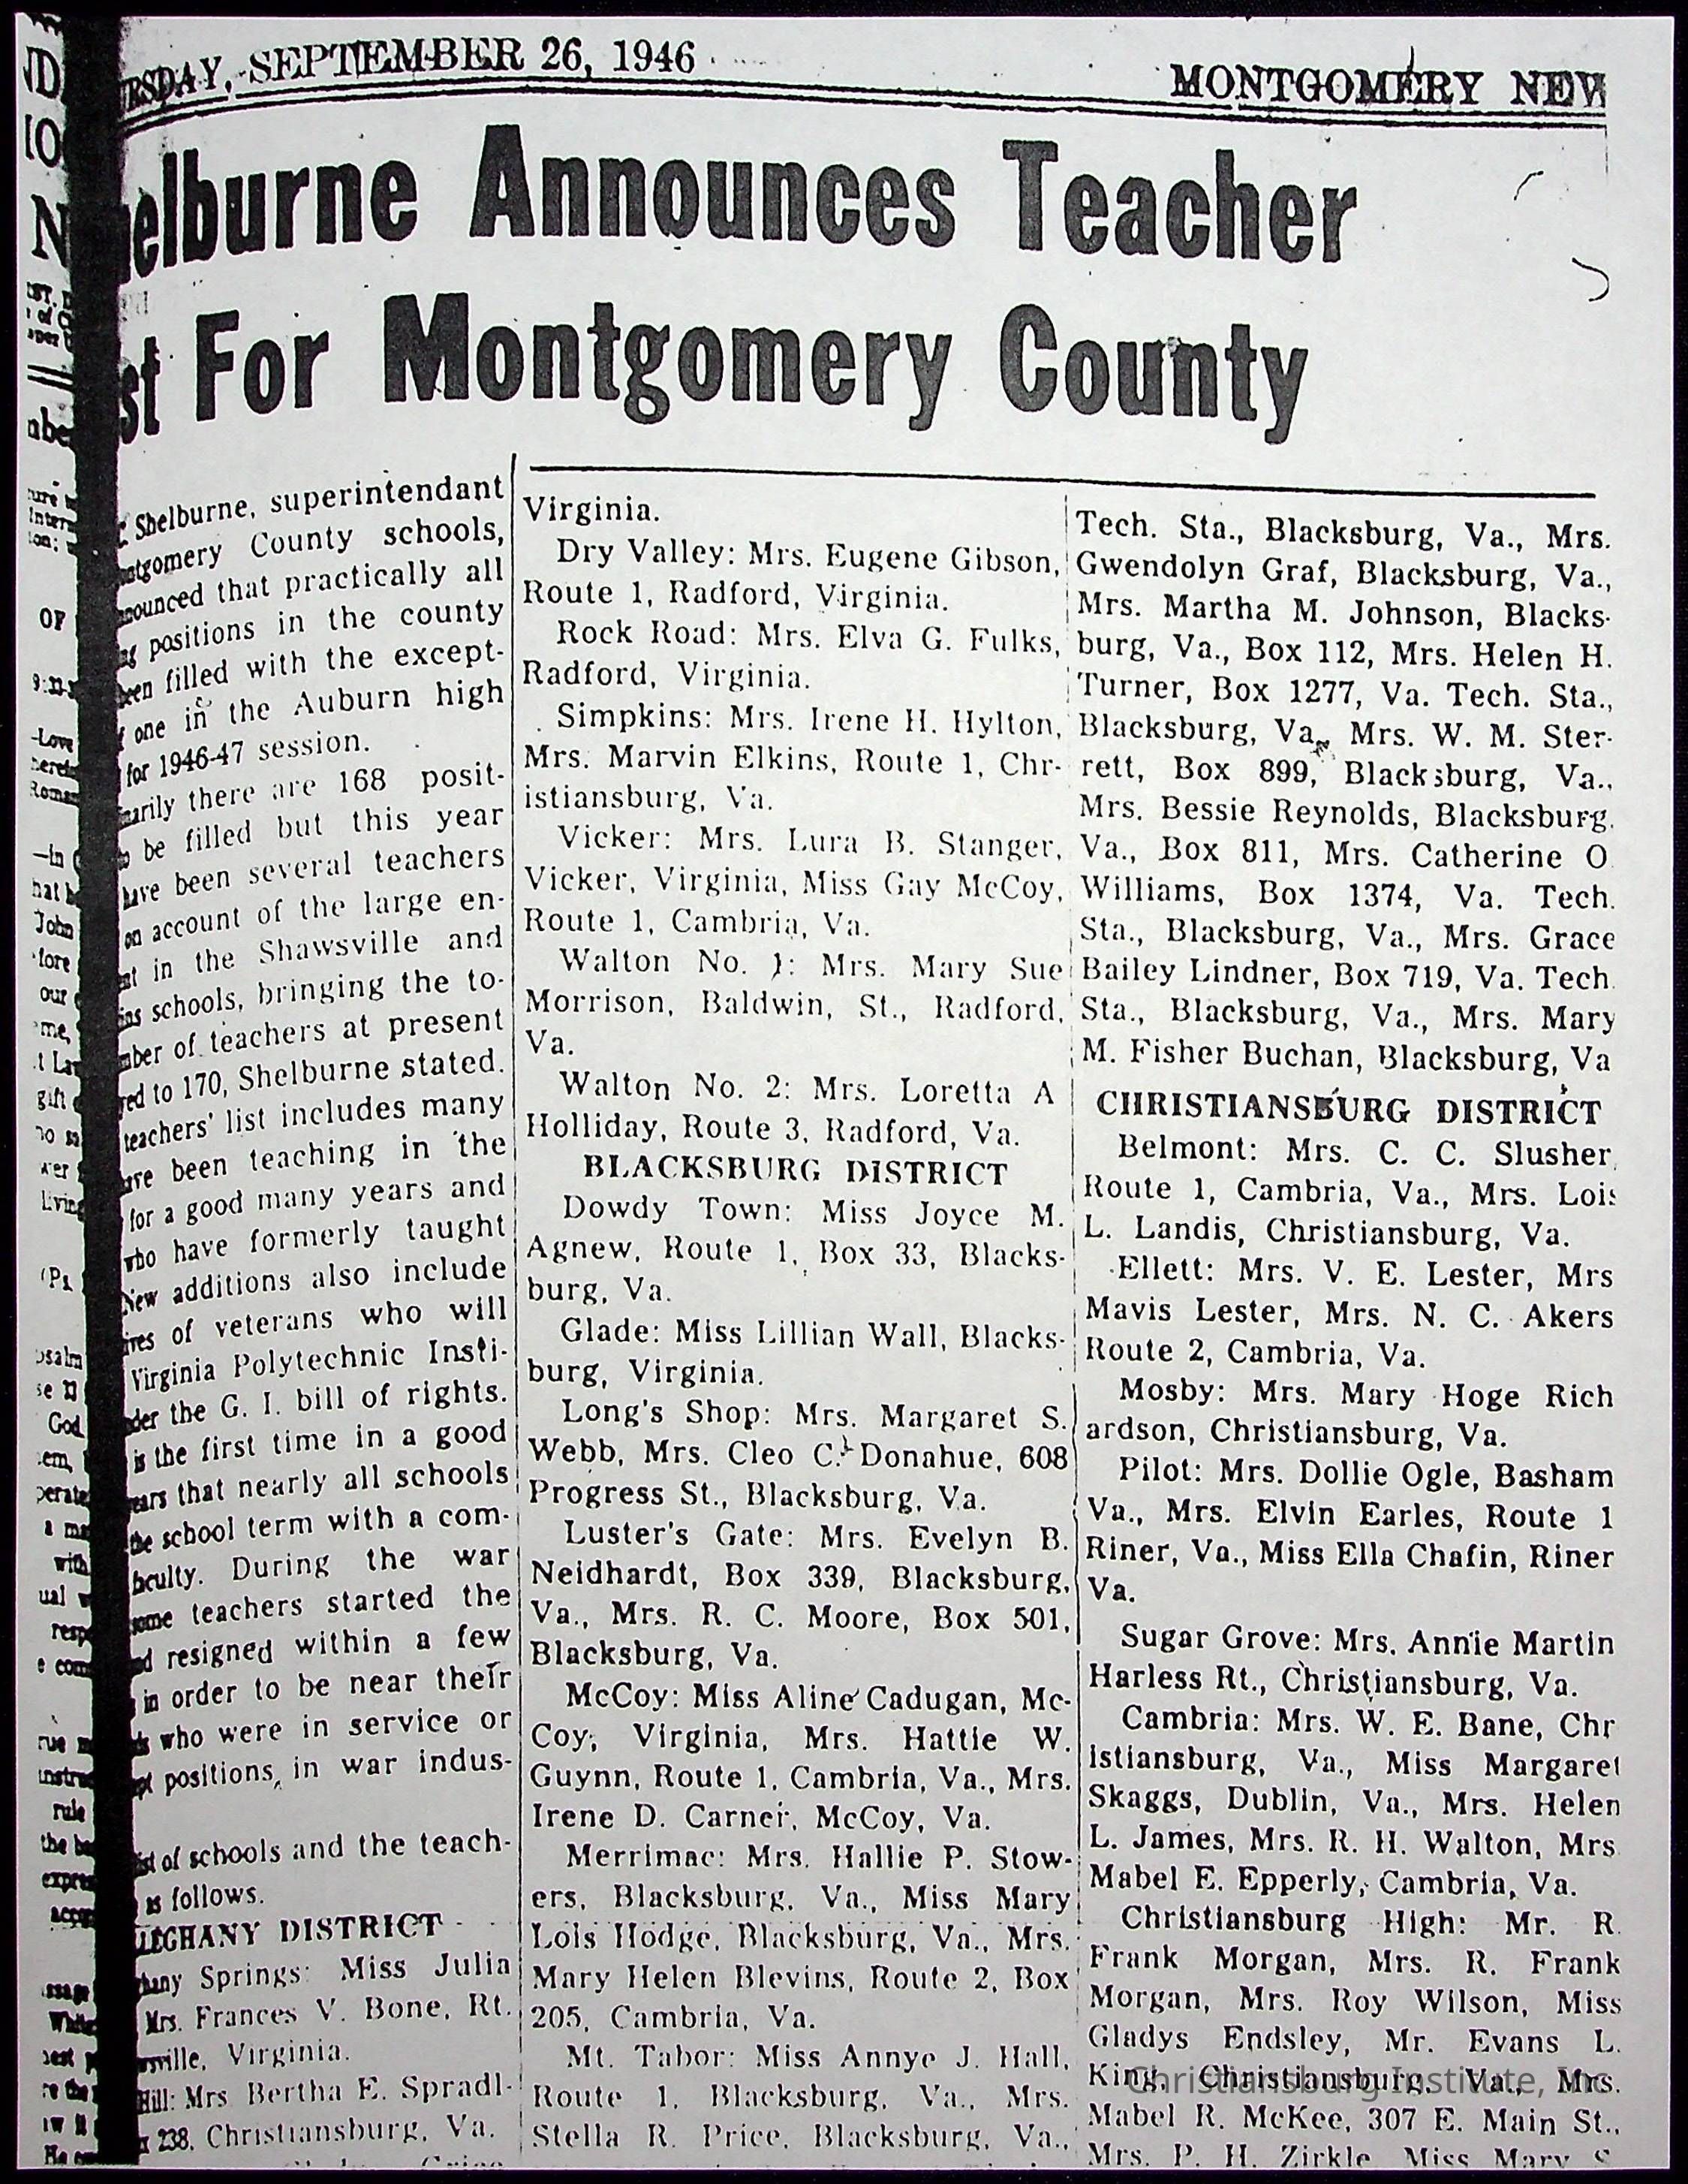 SEPTEMBER 26, 1946
MONTGOMERY NEW
elburne Announces Teacher
st For Montgomery County
Shelburne, superintendant
ntgomery County schools,
nounced that practically all
positions in the county
been filled with the except-
one in the Auburn high
for 1946-47 session.
narily there are 168 posit-
be filled but this year
have been several teachers
on account of the large en-
nt in the Shawsville and
ins schools, bringing the to-
mber of teachers at present
red to 170, Shelburne stated.
teachers' list includes many
ave been teaching in the
for a good many years and
who have formerly taught
New additions also include
ives of veterans who will
Virginia Polytechnic Insti-
nder the G. I. bill of rights.
is the first time in a good
ears that nearly all schools
the school term with a com-
faculty. During the war
some teachers started the
nd resigned within a few
in order to be near their
ds who were in service or
ept positions in war indus-
ist of schools and the teach-
as follows.
LEGHANY DISTRICT
hany Springs: Miss Julia
Mrs. Frances V. Bone, Rt.
wsville, Virginia.
Hill: Mrs Bertha E. Spradl-
238, Christiansburg, Va.
Virginia.
Dry Valley: Mrs. Eugene Gibson,
Route 1, Radford, Virginia.
Rock Road: Mrs. Elva G. Fulks,
Radford, Virginia.
Simpkins: Mrs. Irene H. Hylton,
Mrs. Marvin Elkins, Route 1, Chr-
istiansburg, Va.
Vicker: Mrs. Lura B. Stanger,
Vicker, Virginia, Miss Gay McCoy,
Route 1, Cambria, Va.
Walton No. 1: Mrs. Mary Sue
Morrison, Baldwin, St., Radford,
Va.
Walton No. 2: Mrs. Loretta A
Holliday, Route 3, Radford, Va.
BLACKSBURG DISTRICT
Dowdy Town: Miss Joyce M.
Agnew, Route 1, Box 33, Blacks-
burg, Va.
Glade: Miss Lillian Wall, Blacks-
burg, Virginia.
Long's Shop: Mrs. Margaret S.
Webb, Mrs. Cleo C. Donahue, 608
Progress St., Blacksburg, Va.
Luster's Gate: Mrs. Evelyn B.
Neidhardt, Box 339, Blacksburg,
Va., Mrs. R. C. Moore, Box 501,
Blacksburg, Va.
McCoy: Miss Aline Cadugan, Mc-
Coy, Virginia, Mrs. Hattie W.
Guynn, Route 1, Cambria, Va., Mrs.
Irene D. Carner, McCoy, Va.
Merrimac: Mrs. Hallie P. Stow-
ers, Blacksburg, Va., Miss Mary
Lois Hodge, Blacksburg, Va., Mrs.
Mary Helen Blevins, Route 2, Box
205, Cambria, Va.
Mt. Tabor: Miss Annye J. Hall,
Route 1, Blacksburg, Va., Mrs.
Stella R. Price, Blacksburg, Va.,
Tech. Sta., Blacksburg, Va., Mrs.
Gwendolyn Graf, Blacksburg, Va.,
Mrs. Martha M. Johnson, Blacks-
burg, Va., Box 112, Mrs. Helen H.
Turner, Box 1277, Va. Tech. Sta.,
Blacksburg, Va., Mrs. W. M. Ster-
rett, Box 899, Blacksburg, Va.,
Mrs. Bessie Reynolds, Blacksburg,
Va., Box 811, Mrs. Catherine O
Williams, Box 1374, Va. Tech.
Sta., Blacksburg, Va., Mrs. Grace
Bailey Lindner, Box 719, Va. Tech.
Sta., Blacksburg, Va., Mrs. Mary
M. Fisher Buchan, Blacksburg, Va
CHRISTIANSBURG DISTRICT
Belmont: Mrs. C. C. Slusher,
Route 1, Cambria, Va., Mrs. Lois
L. Landis, Christiansburg, Va.
Ellett: Mrs. V. E. Lester, Mrs
Mavis Lester, Mrs. N. C. Akers
Route 2, Cambria, Va.
Mosby: Mrs. Mary Hoge Rich
ardson, Christiansburg, Va.
Pilot: Mrs. Dollie Ogle, Basham
Va., Mrs. Elvin Earles, Route 1
Riner, Va., Miss Ella Chafin, Riner
Va.
Sugar Grove: Mrs. Annie Martin
Harless Rt., Christiansburg, Va.
Cambria: Mrs. W. E. Bane, Chr
istiansburg, Va., Miss Margaret
Skaggs, Dublin, Va., Mrs. Helen
L. James, Mrs. R. H. Walton, Mrs
Mabel E. Epperly, Cambria, Va.
Christiansburg High: Mr. R.
Frank Morgan, Mrs. R. Frank
Morgan, Mrs. Roy Wilson, Miss
Gladys Endsley, Mr. Evans L.
King, Christiansburg, Va., Mrs.
Mabel R. McKee, 307 E. Main St.,
Mrs. P. H. Zirkle, Miss Mary S
Christiansburg Institute, Inc.